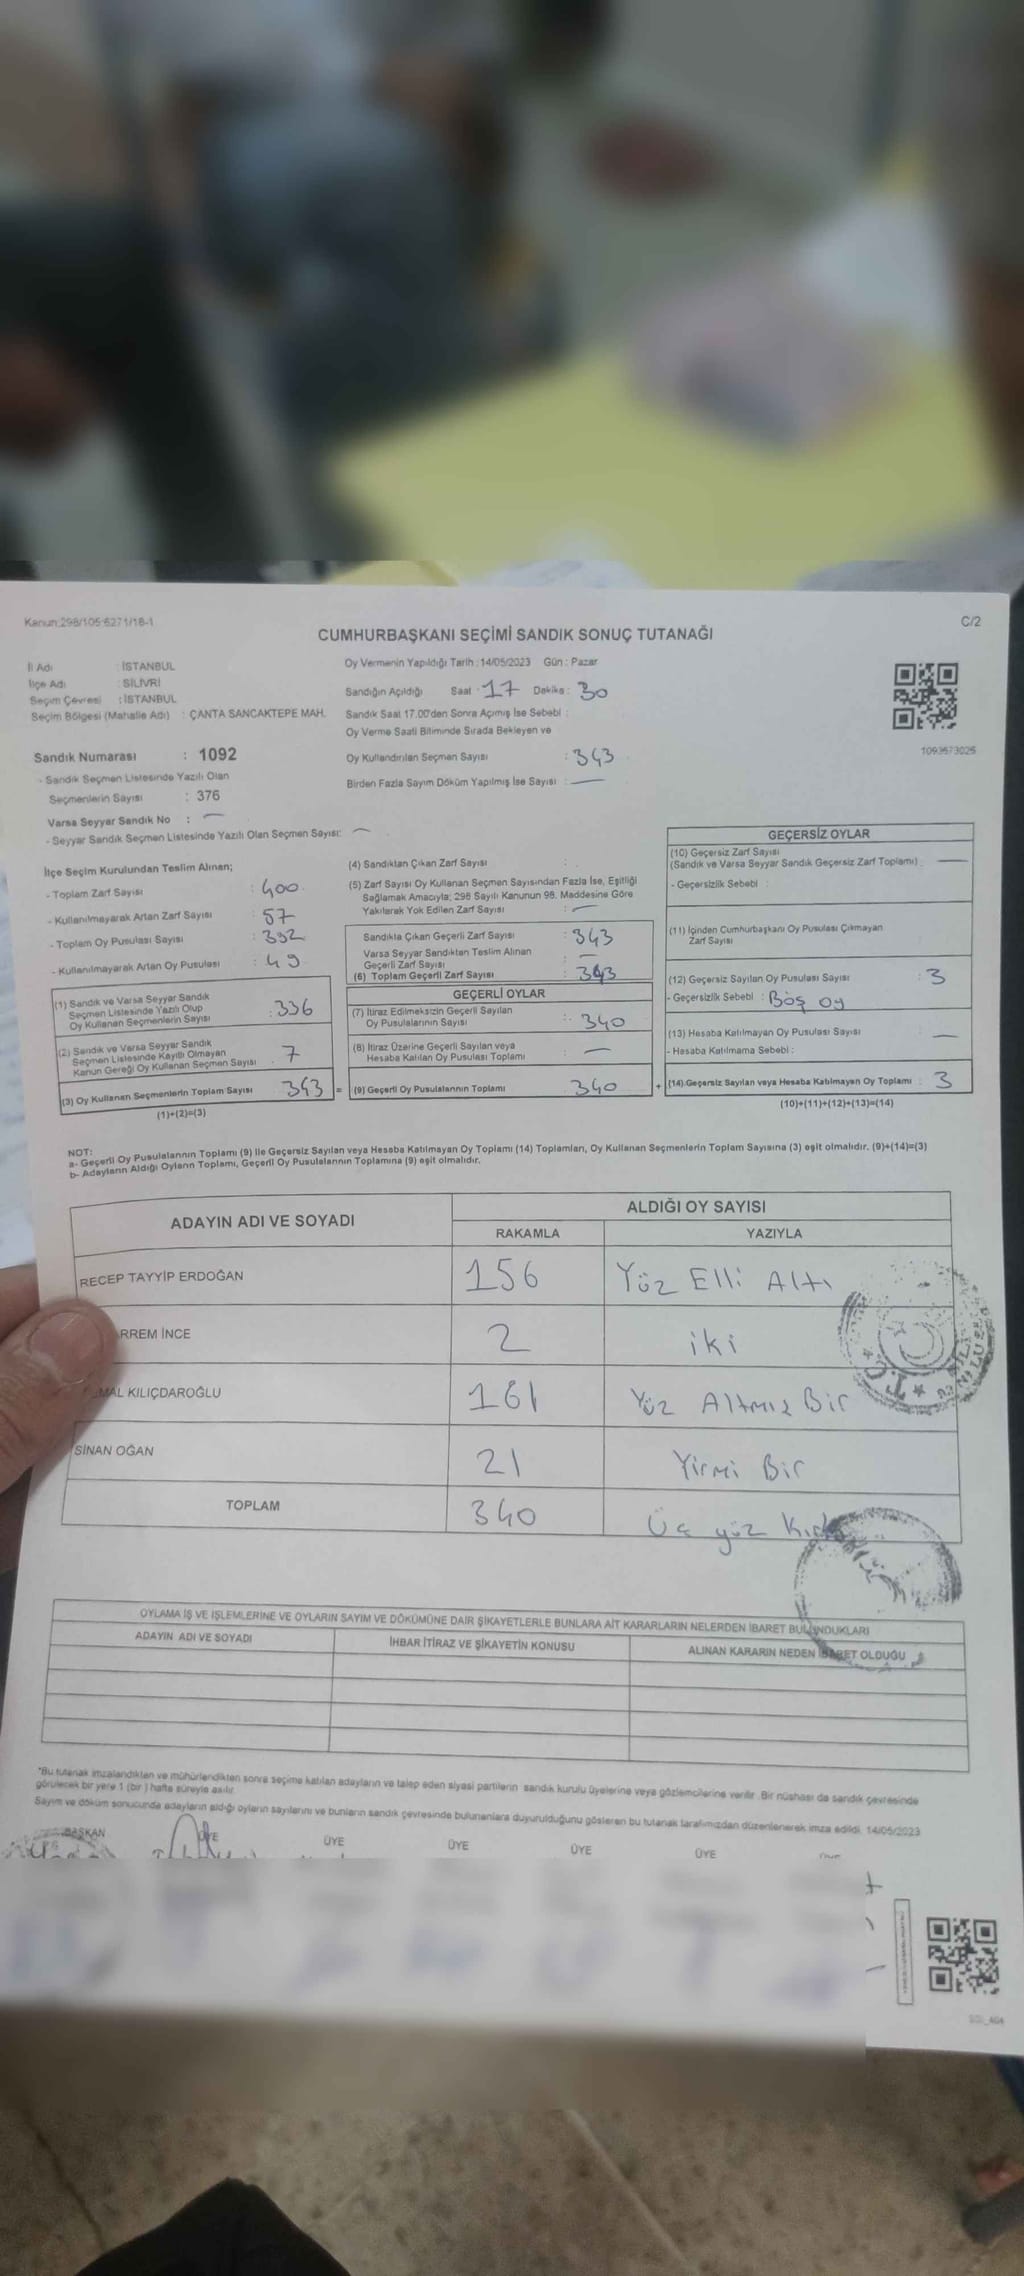 Kanun:298/105-6271/18-1
C/2
CUMHURBAŞKANI SEÇİMİ SANDIK SONUÇ TUTANAĞI
İl Adı : İSTANBUL
İlçe Adı : SİLİVRİ
Seçim Çevresi : İSTANBUL
Seçim Bölgesi (Mahalle Adı) : ÇANTA SANCAKTEPE MAH.
Oy Vermenin Yapıldığı Tarih : 14/05/2023 Gün : Pazar
Sandığın Açıldığı Saat : 17 Dakika : 30
Sandık Saat 17.00'den Sonra Açımış İse Sebebi :
Oy Verme Saati Bitiminde Sırada Bekleyen ve
Oy Kullandırılan Seçmen Sayısı : 343
Birden Fazla Sayım Döküm Yapılmış İse Sayısı : —
1093673025
Sandık Numarası : 1092
- Sandık Seçmen Listesinde Yazılı Olan
Seçmenlerin Sayısı : 376
Varsa Seyyar Sandık No : —
- Seyyar Sandık Seçmen Listesinde Yazılı Olan Seçmen Sayısı: —
İlçe Seçim Kurulundan Teslim Alınan;
- Toplam Zarf Sayısı : 400
- Kullanılmayarak Artan Zarf Sayısı : 57
- Toplam Oy Pusulası Sayısı : 392
- Kullanılmayarak Artan Oy Pusulası : 49
(1) Sandık ve Varsa Seyyar Sandık
Seçmen Listesinde Yazılı Olup
Oy Kullanan Seçmenlerin Sayısı : 336
(2) Sandık ve Varsa Seyyar Sandık
Seçmen Listesinde Kayıtlı Olmayan
Kanun Gereği Oy Kullanan Seçmen Sayısı : 7
(3) Oy Kullanan Seçmenlerin Toplam Sayısı : 343 =
(1)+(2)=(3)
(4) Sandıktan Çıkan Zarf Sayısı :
(5) Zarf Sayısı Oy Kullanan Seçmen Sayısından Fazla İse, Eşitliği
Sağlamak Amacıyla; 298 Sayılı Kanunun 98. Maddesine Göre
Yakılarak Yok Edilen Zarf Sayısı : —
Sandıkta Çıkan Geçerli Zarf Sayısı : 343
Varsa Seyyar Sandıktan Teslim Alınan
Geçerli Zarf Sayısı : —
(6) Toplam Geçerli Zarf Sayısı : 343
GEÇERLİ OYLAR
(7) İtiraz Edilmeksizin Geçerli Sayılan
Oy Pusulalarının Sayısı : 340
(8) İtiraz Üzerine Geçerli Sayılan veya
Hesaba Katılan Oy Pusulası Toplamı : —
(9) Geçerli Oy Pusulalarının Toplamı : 340 +
GEÇERSİZ OYLAR
(10) Geçersiz Zarf Sayısı
(Sandık ve Varsa Seyyar Sandık Geçersiz Zarf Toplamı) : —
- Geçersizlik Sebebi :
(11) İçinden Cumhurbaşkanı Oy Pusulası Çıkmayan
Zarf Sayısı
(12) Geçersiz Sayılan Oy Pusulası Sayısı : 3
- Geçersizlik Sebebi : Boş oy
(13) Hesaba Katılmayan Oy Pusulası Sayısı : —
- Hesaba Katılmama Sebebi :
(14) Geçersiz Sayılan veya Hesaba Katılmayan Oy Toplamı : 3
(10)+(11)+(12)+(13)=(14)
NOT:
a- Geçerli Oy Pusulalarının Toplamı (9) İle Geçersiz Sayılan veya Hesaba Katılmayan Oy Toplamı (14) Toplamları, Oy Kullanan Seçmenlerin Toplam Sayısına (3) eşit olmalıdır. (9)+(14)=(3)
b- Adayların Aldığı Oyların Toplamı, Geçerli Oy Pusulalarının Toplamına (9) eşit olmalıdır.
ADAYIN ADI VE SOYADI
ALDIĞI OY SAYISI
RAKAMLA YAZIYLA
RECEP TAYYİP ERDOĞAN 156 Yüz Elli Altı
RREM İNCE 2 iki
MAL KILIÇDAROĞLU 161 Yüz Altmış Bir
SİNAN OĞAN 21 Yirmi Bir
TOPLAM 340 Üç yüz Kırk
T.C.
OYLAMA İŞ VE İŞLEMLERİNE VE OYLARIN SAYIM VE DÖKÜMÜNE DAİR ŞİKAYETLERLE BUNLARA AİT KARARLARIN NELERDEN İBARET BULUNDUKLARI
ADAYIN ADI VE SOYADI İHBAR İTİRAZ VE ŞİKAYETİN KONUSU ALINAN KARARIN NEDEN İBARET OLDUĞU
*Bu tutanak imzalandıktan ve mühürlendikten sonra seçime katılan adayların ve talep eden siyasi partilerin sandık kurulu üyelerine veya gözlemcilerine verilir. Bir nüshası da sandık çevresinde
görülecek bir yere 1 (bir ) hafta süreyle asılır.
Sayım ve döküm sonucunda adayların aldığı oyların sayılarını ve bunların sandık çevresinde bulunanlara duyurulduğunu gösteren bu tutanak tarafımızdan düzenlenerek imza edildi. 14/05/2023
BAŞKAN ÜYE ÜYE ÜYE ÜYE ÜYE